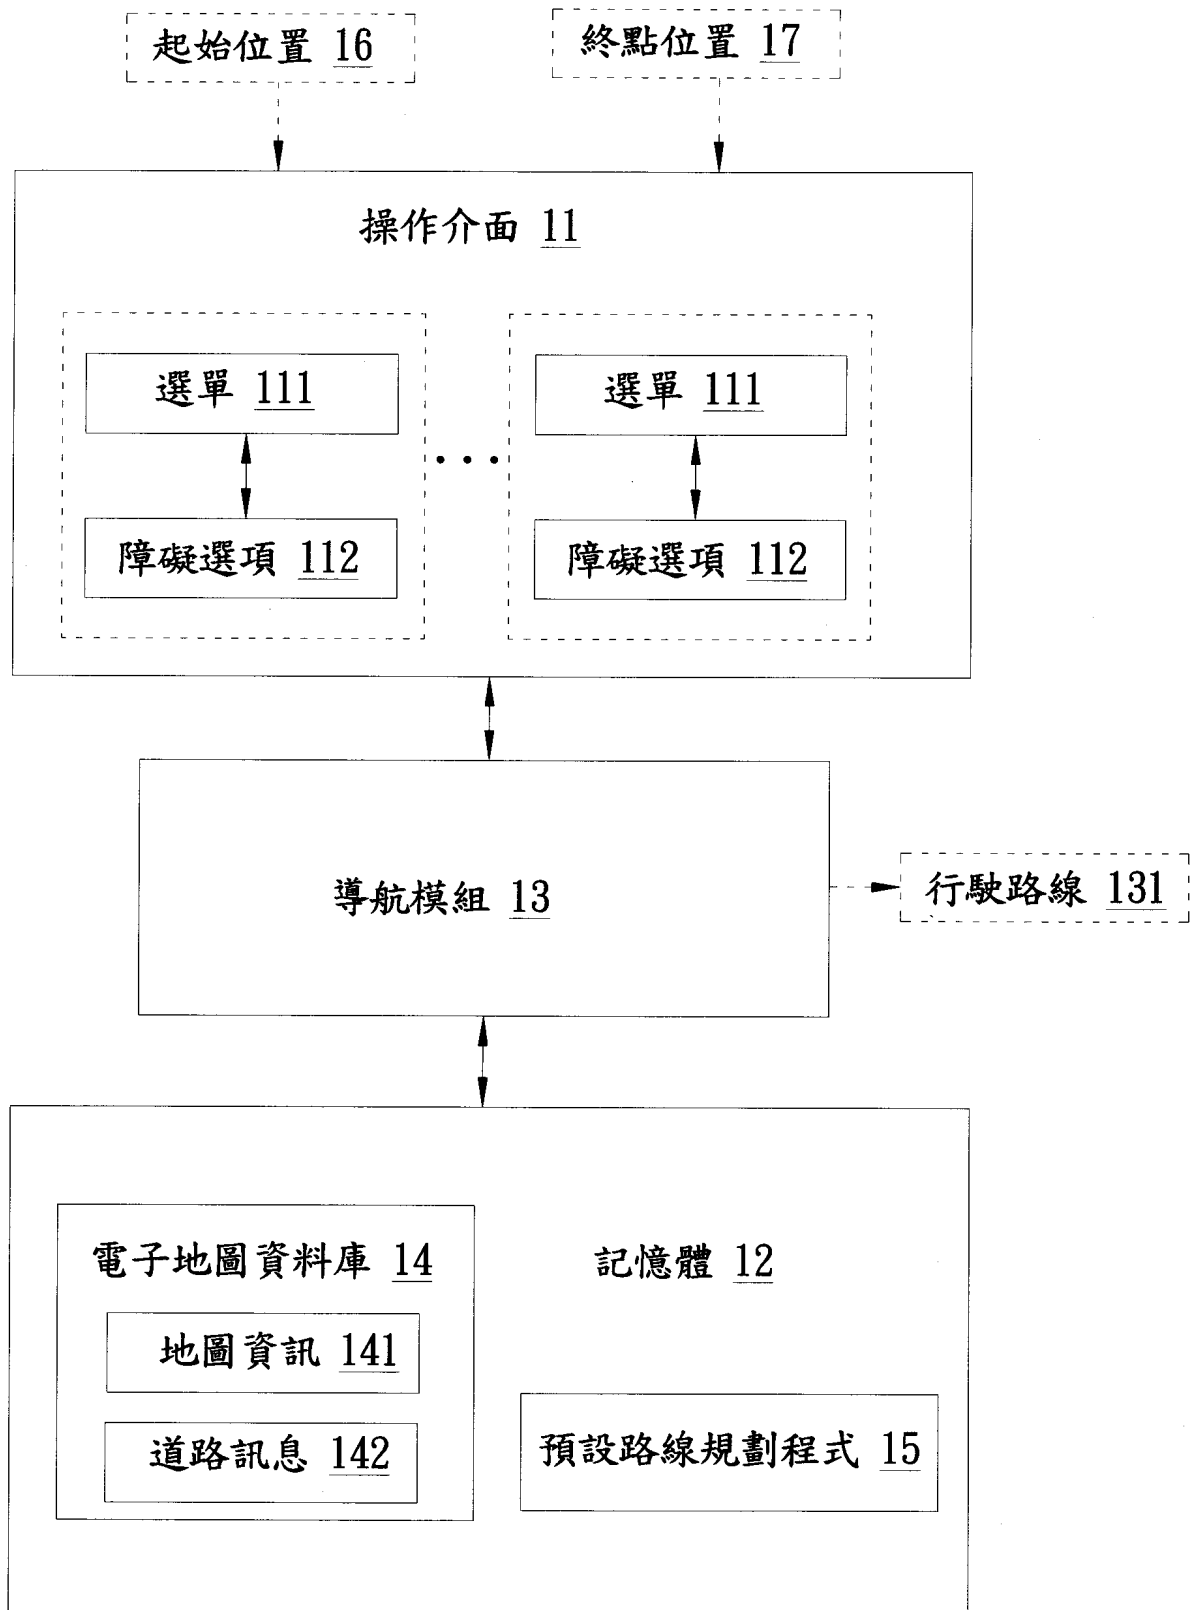 起始位置 16
終點位置 17
操作介面 11
選單 111
選單 111
障礙選項 112
障礙選項 112
導航模組 13
行駛路線 131
電子地圖資料庫 14
記憶體 12
地圖資訊 141
道路訊息 142
預設路線規劃程式 15